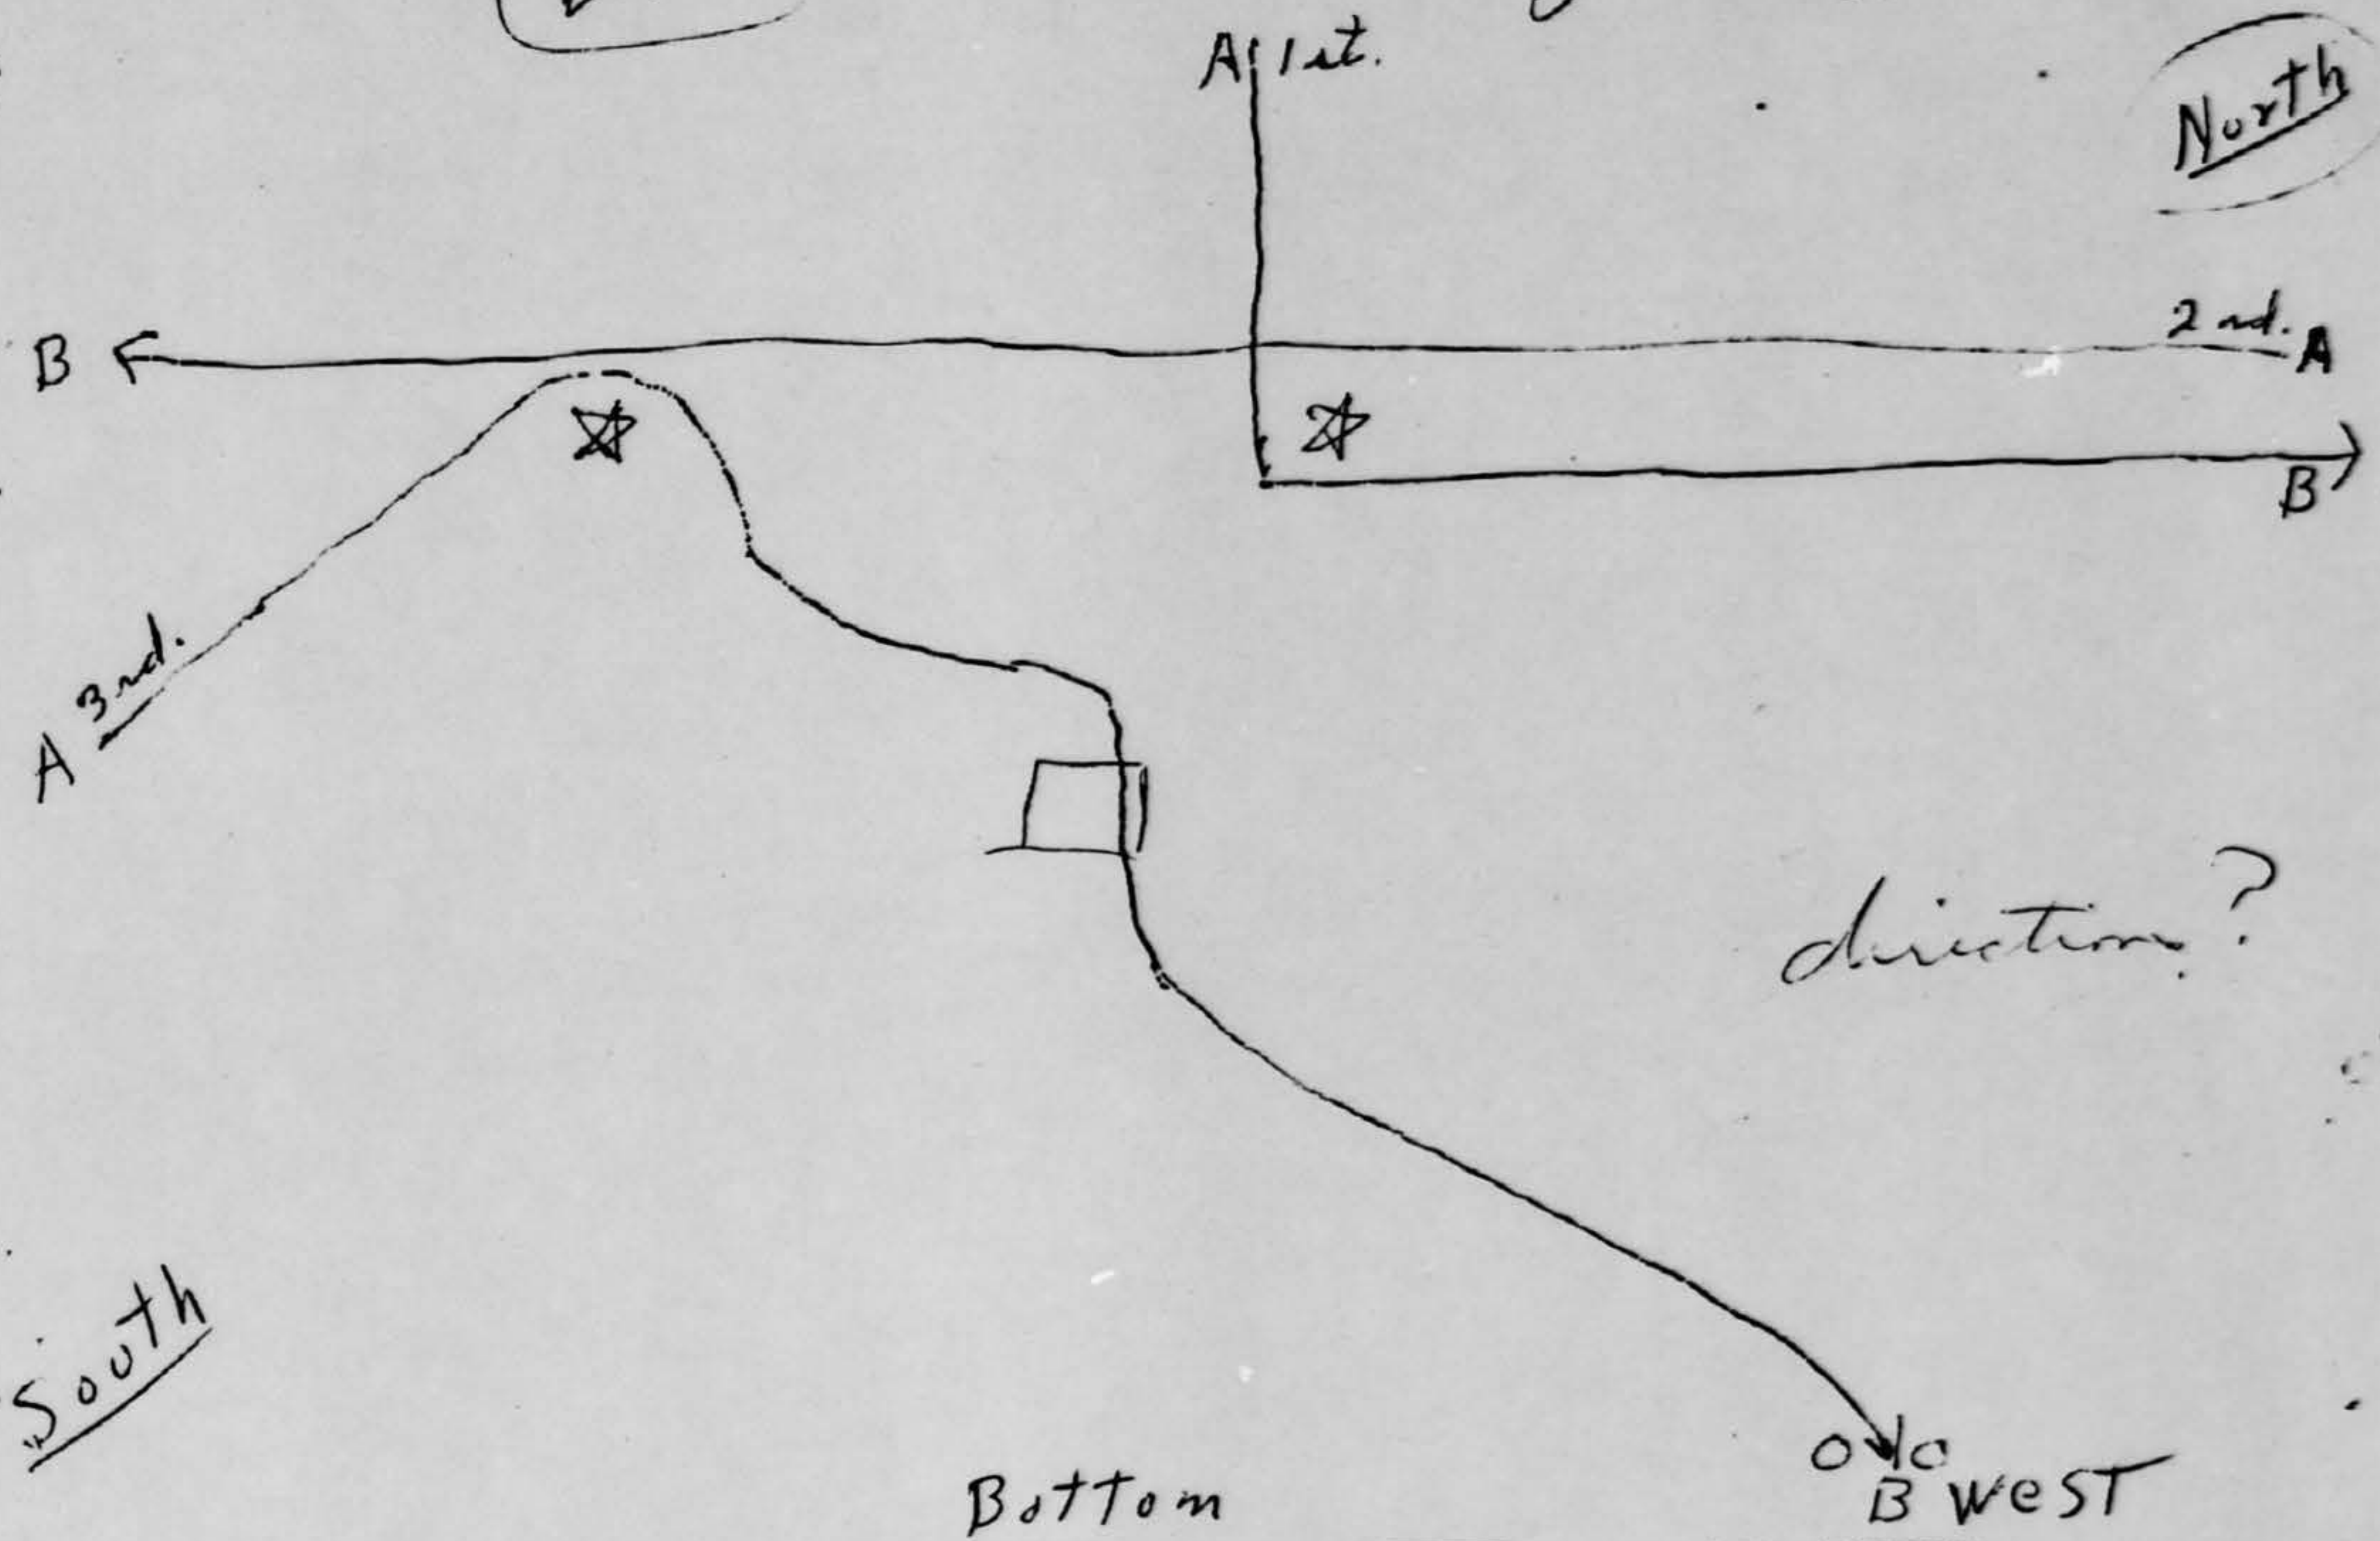 A 1st.
North
2nd. A
B
B
3rd.
A
direction?
South
B west
Bottom